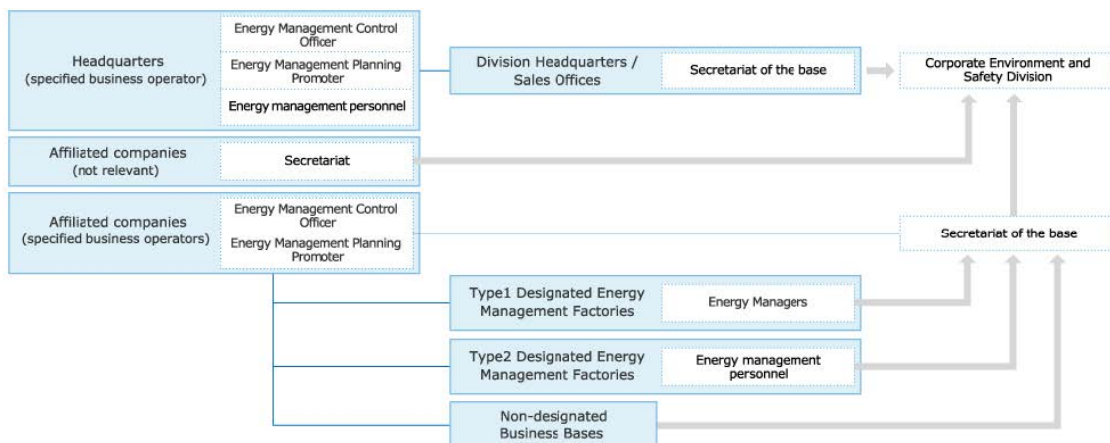 Headquarters
(specified business operator)
Energy Management Control
Officer
Energy Management Planning
Promoter
Energy management personnel
Division Headquarters /
Sales Offices
Secretariat of the base
Corporate Environment and
Safety Division
Affiliated companies
(not relevant)
Secretariat
Affiliated companies
(specified business operators)
Energy Management Control
Officer
Energy Management Planning
Promoter
Secretariat of the base
Type1 Designated Energy
Management Factories
Energy Managers
Type2 Designated Energy
Management Factories
Energy management
personnel
Non-designated
Business Bases